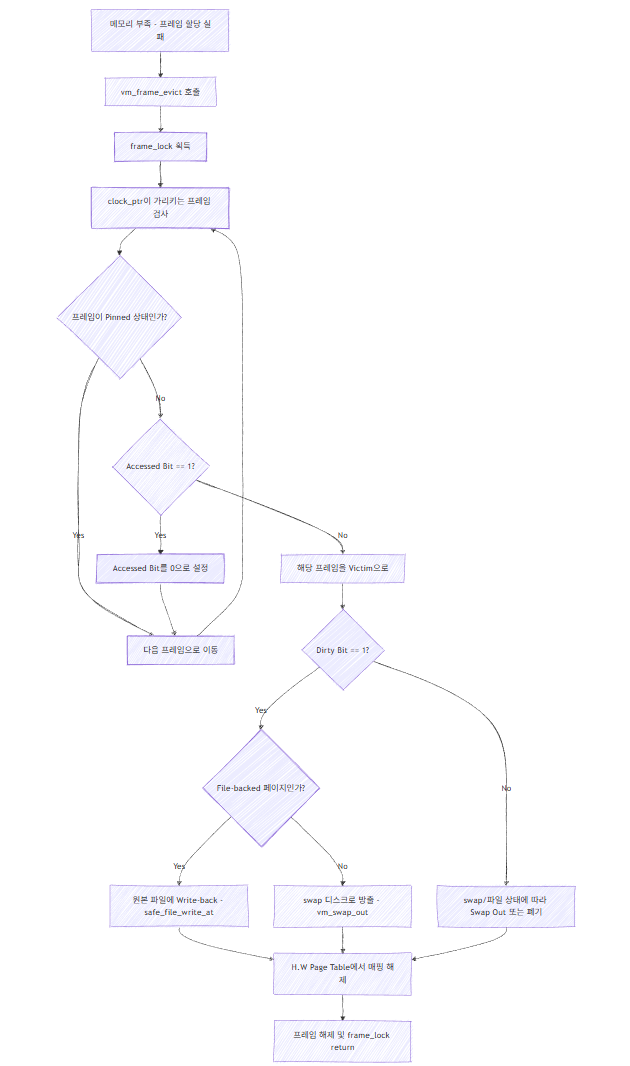 메모리 부족 - 프레임 할당 실
패
vm_frame_evict 호출
frame_lock 획득
clock_ptr이 가리키는 프레임
검사
프레임이 Pinned 상태인가?
No
Accessed Bit == 1?
Yes
Yes
No
Accessed Bit를 0으로 설정
해당 프레임을 Victim으로
다음 프레임으로 이동
Dirty Bit == 1?
Yes
File-backed 페이지인가?
No
Yes
No
원본 파일에 Write-back -
safe_file_write_at
swap 디스크로 방출 -
vm_swap_out
swap/파일 상태에 따라
Swap Out 또는 폐기
H.W Page Table에서 매핑 해
제
프레임 해제 및 frame_lock
return